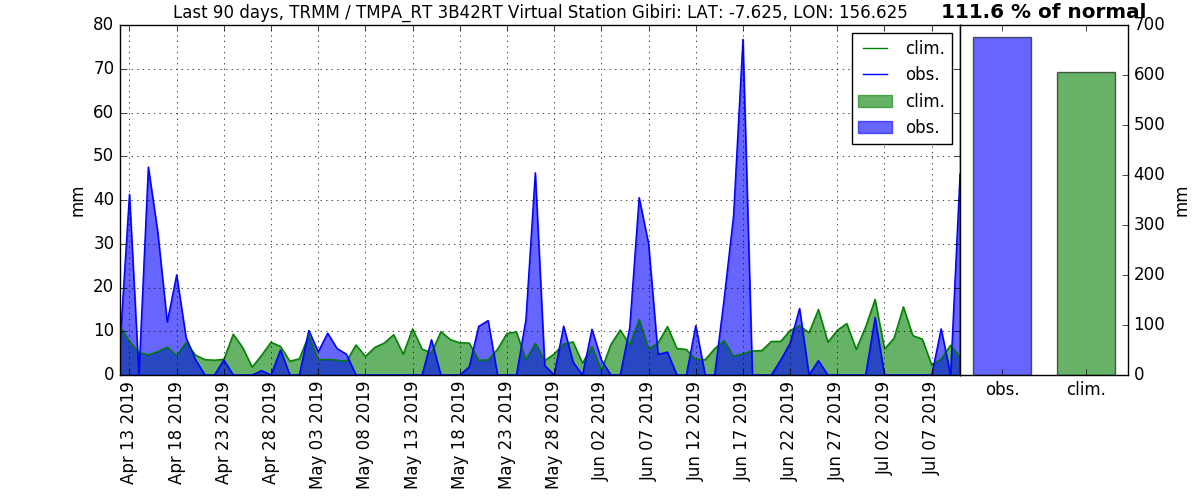 Last 90 days, TRMM / TMPA_RT 3B42RT Virtual Station Gibiri: LAT: -7.625, LON: 156.625
111.6 % of normal
80
70
60
50
40
30
20
10
0
mm
clim.
obs.
clim.
obs.
700
600
500
400
300
200
100
0
mm
obs.
clim.
Apr 13 2019
Apr 18 2019
Apr 23 2019
Apr 28 2019
May 03 2019
May 08 2019
May 13 2019
May 18 2019
May 23 2019
May 28 2019
Jun 02 2019
Jun 07 2019
Jun 12 2019
Jun 17 2019
Jun 22 2019
Jun 27 2019
Jul 02 2019
Jul 07 2019